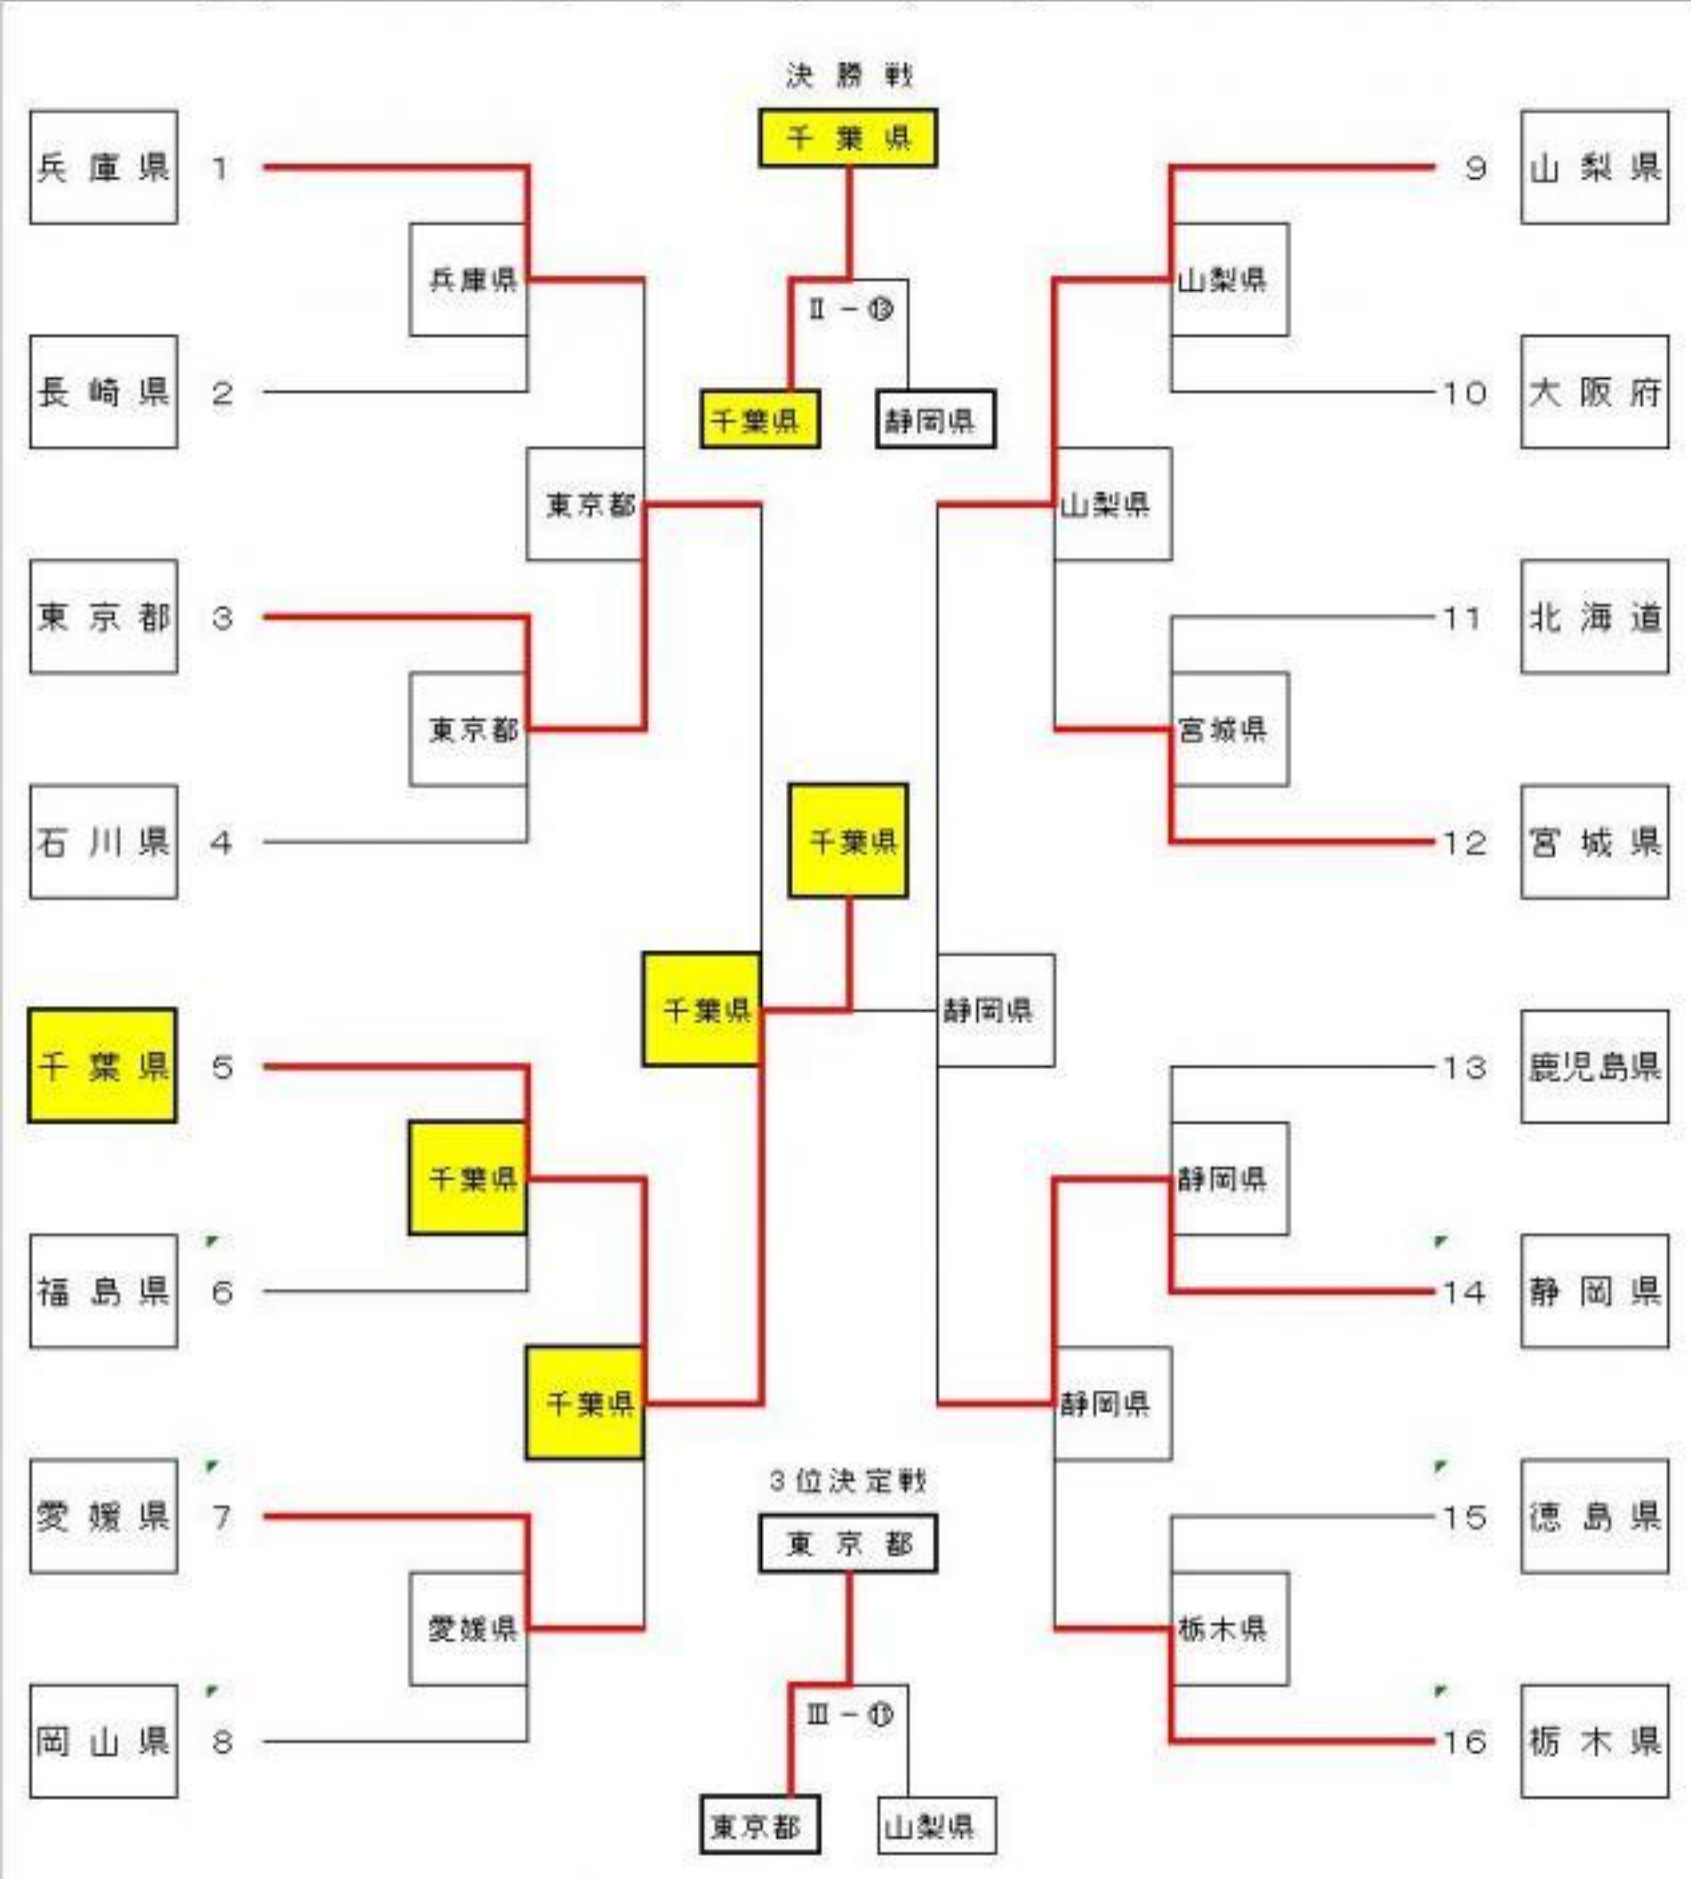 決勝戦
千葉県
兵庫県 1
9 山梨県
兵庫県
山梨県
Ⅱ－⑬
長崎県 2
10 大阪府
千葉県
静岡県
東京都
山梨県
東京都 3
11 北海道
東京都
宮城県
石川県 4
千葉県
12 宮城県
千葉県
静岡県
千葉県 5
13 鹿児島県
千葉県
静岡県
福島県 6
14 静岡県
千葉県
静岡県
3位決定戦
愛媛県 7
15 徳島県
東京都
愛媛県
栃木県
Ⅲ－⑪
岡山県 8
16 栃木県
東京都
山梨県